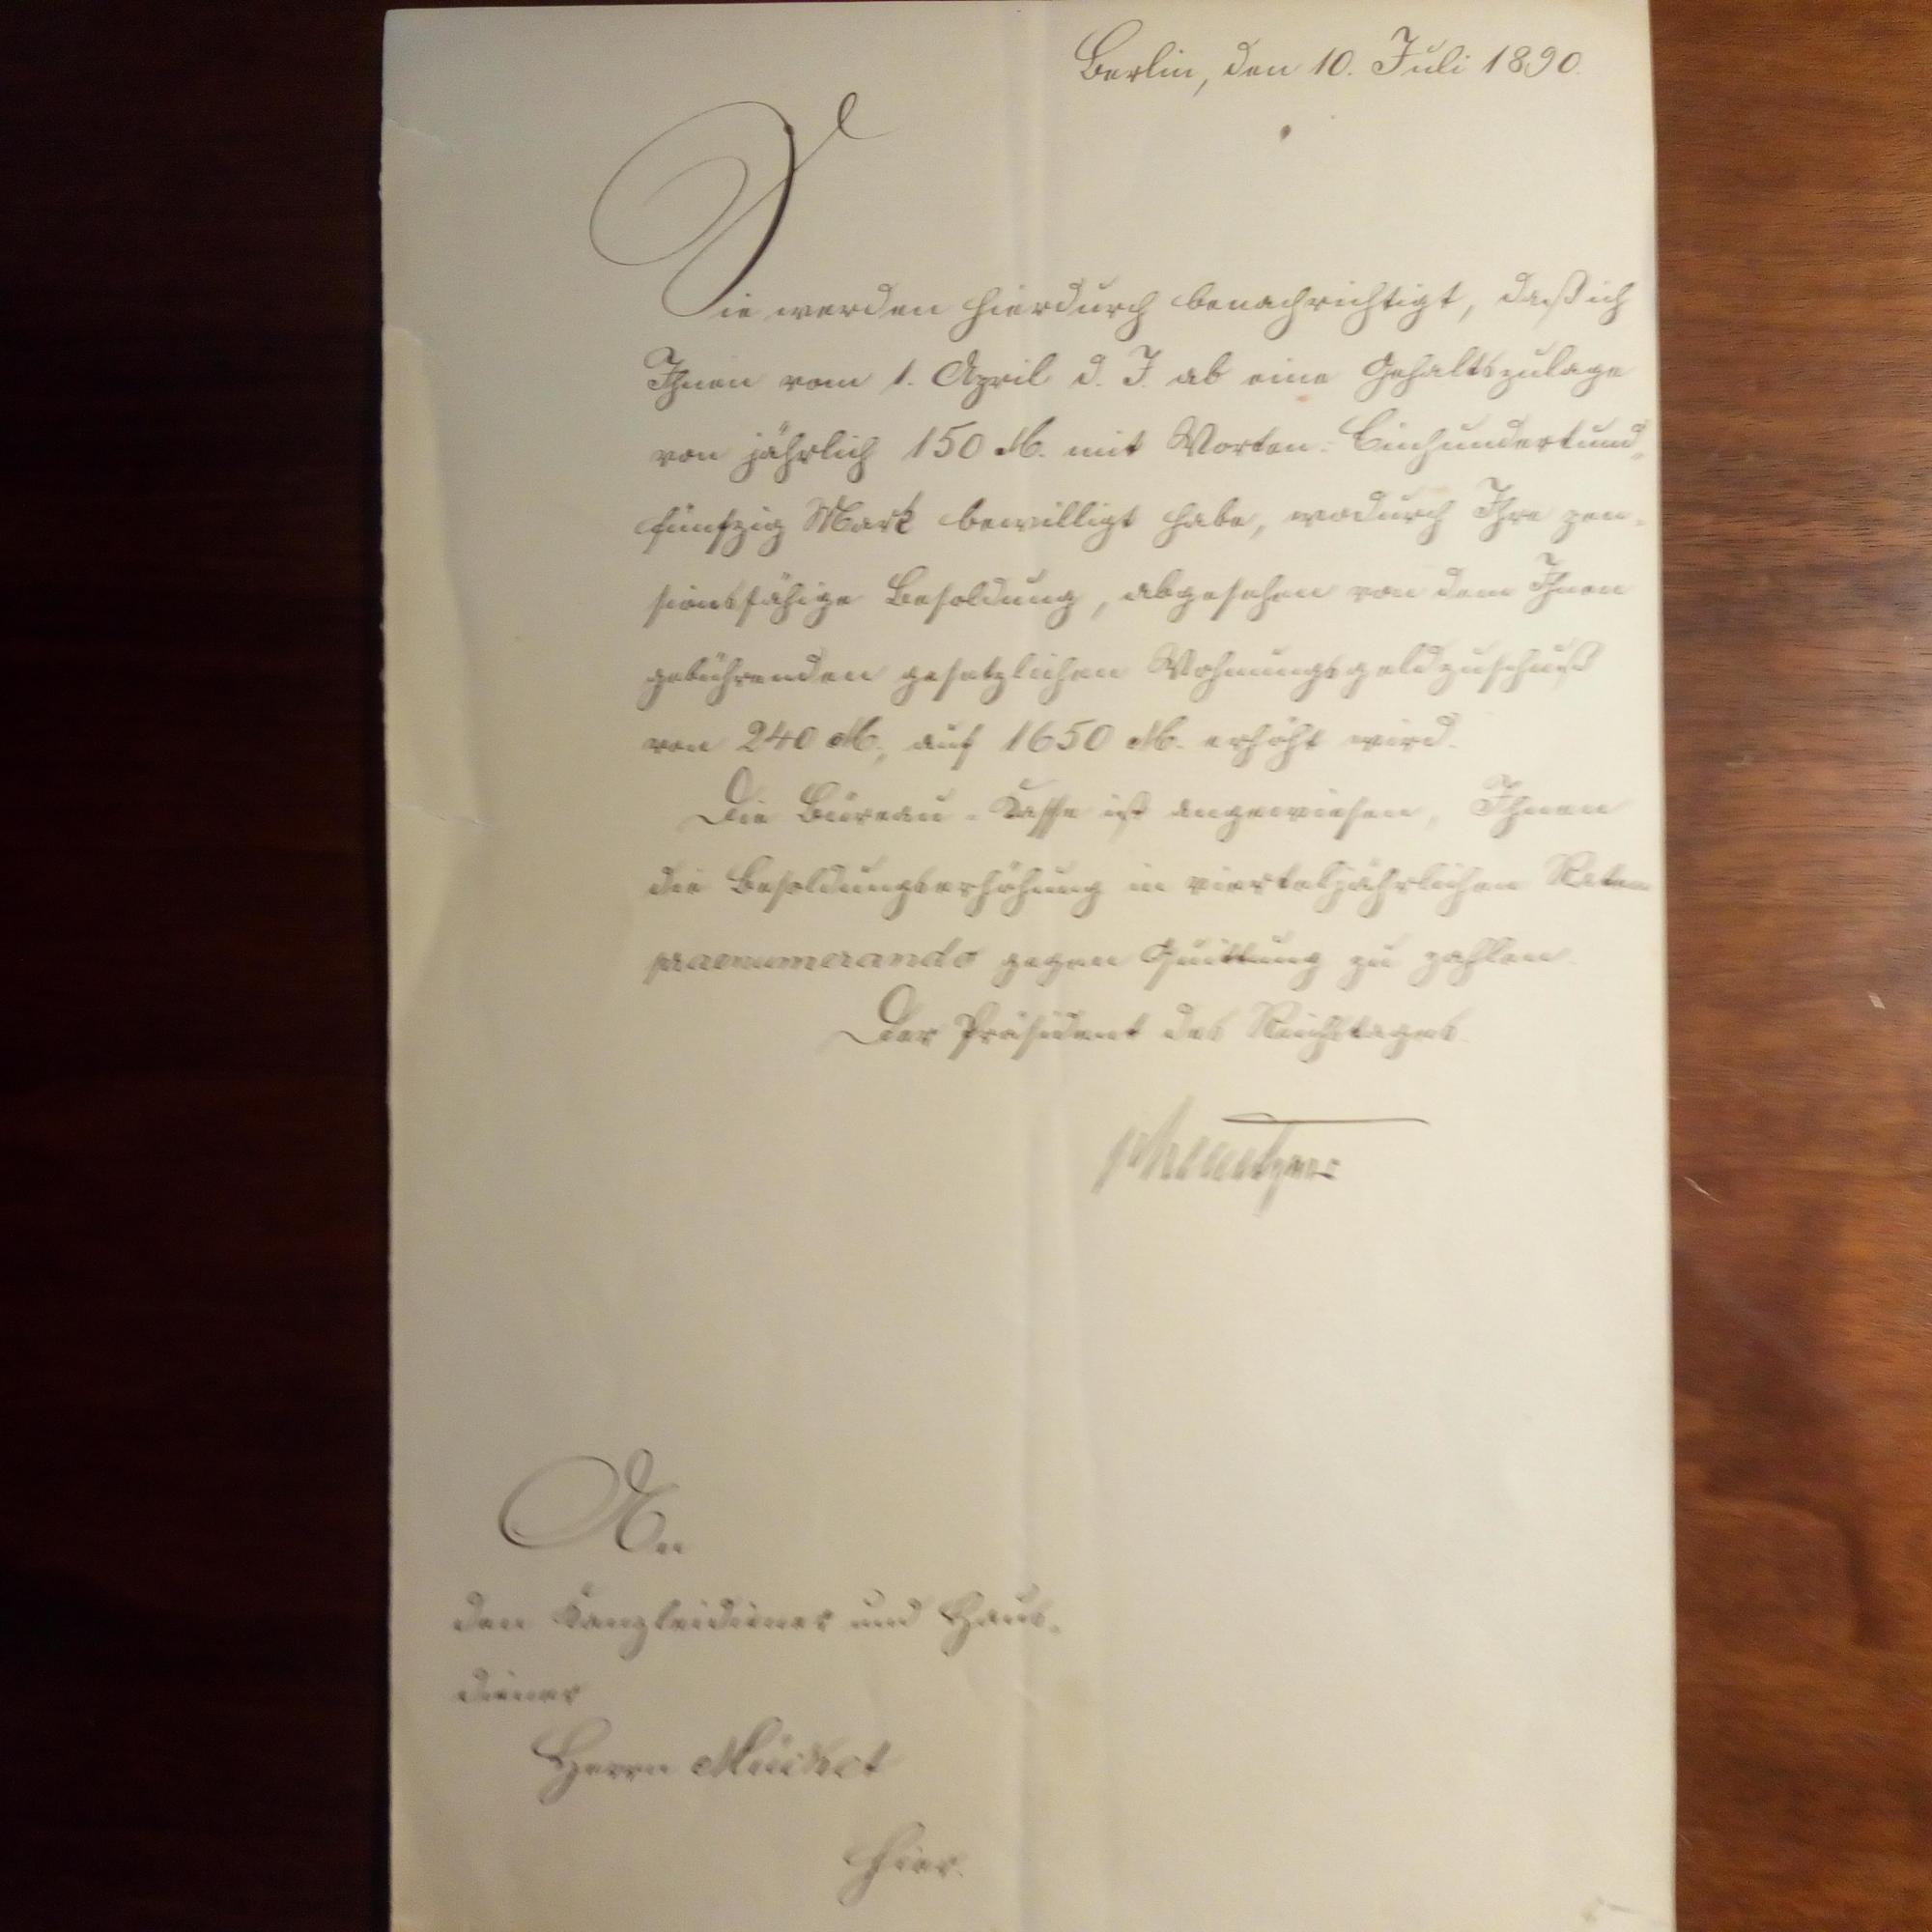 Berlin, den 10. Juli 1890.
Sie werden hierdurch benachrichtigt, daß ich
Ihnen vom 1. April d. J. ab eine Gehaltszulage
von jährlich 150 M. mit Worten: Einhundertund-
fünfzig Mark bewilligt habe, wodurch Ihre pen-
sionsfähige Besoldung, abgesehen von dem Ihnen
gebührenden gesetzlichen Wohnungsgeldzuschuß
von 240 M., auf 1650 M. erhöht wird.
Die Büreau-Kasse ist angewiesen, Ihnen
die Besoldungserhöhung in vierteljährlichen Raten
praenumerando gegen Quittung zu zahlen.
Der Präsident des Reichstages.
An
den Kanzleidiener und Haus-
diener
Herrn
hier.